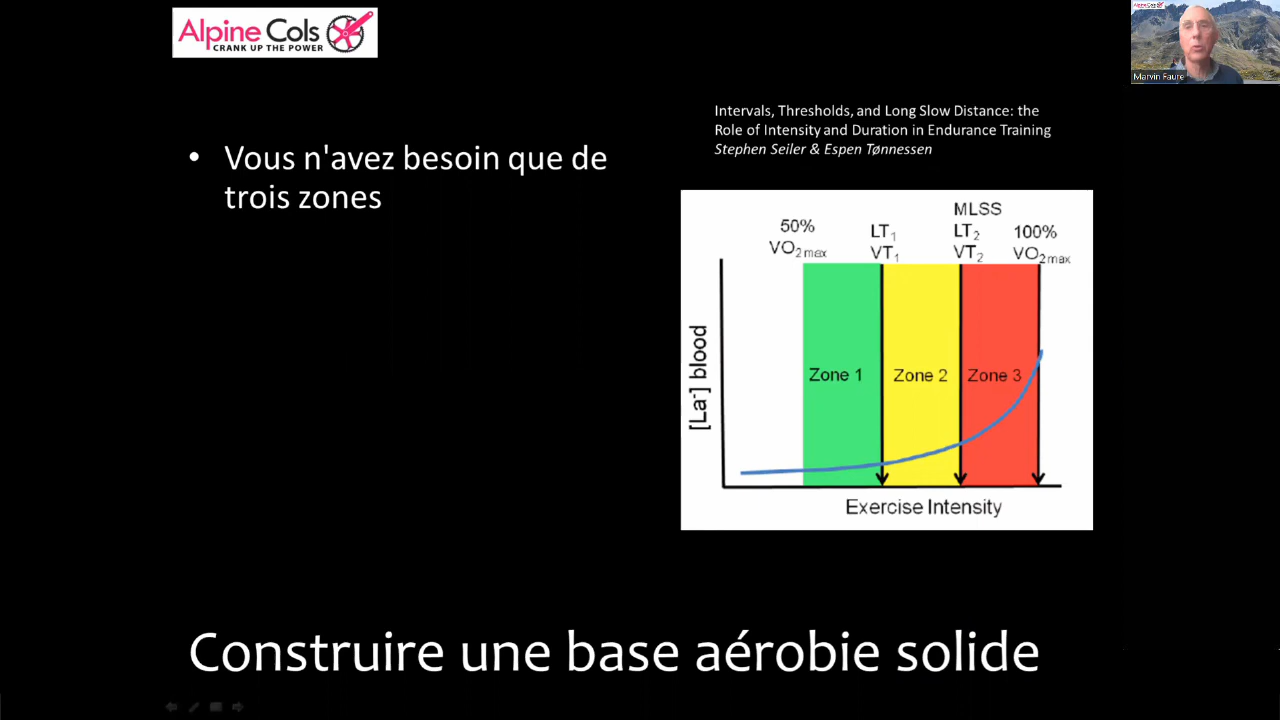 Alpine Cols
CRANK UP THE POWER
Alpine Cols
Marvin Faure
Intervals, Thresholds, and Long Slow Distance: the
Role of Intensity and Duration in Endurance Training
Stephen Seiler & Espen Tønnessen
• Vous n'avez besoin que de
trois zones
50%
VO₂max
LT₁
VT₁
MLSS
LT₂
VT₂
100%
VO₂max
[La⁻] blood
Zone 1
Zone 2
Zone 3
Exercise Intensity
Construire une base aérobie solide